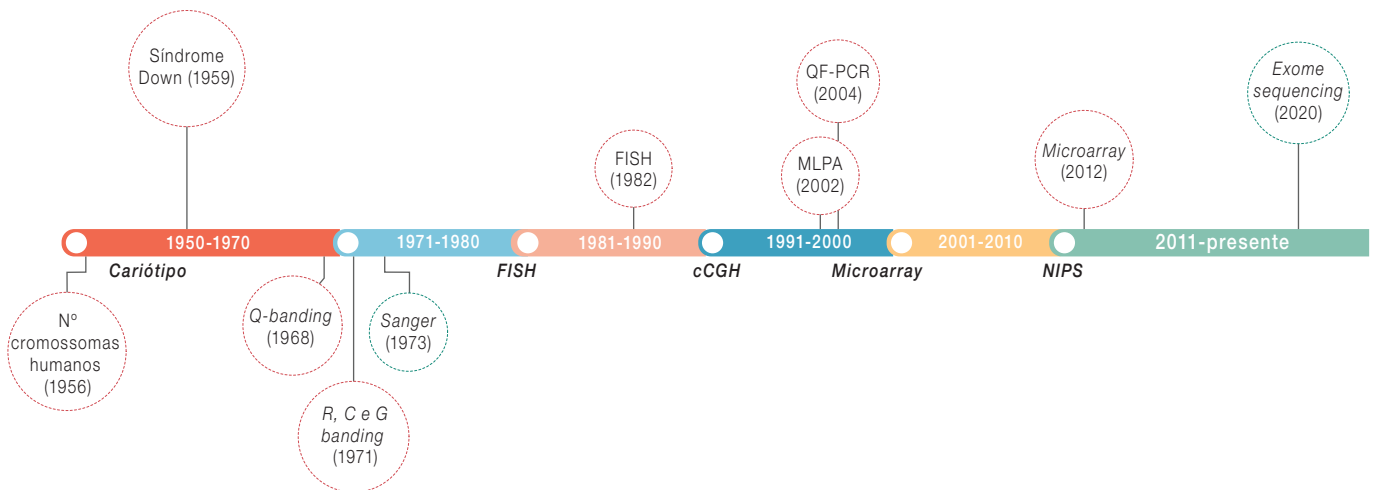 Síndrome
Down (1959)
QF-PCR
(2004)
Exome
sequencing
(2020)
FISH
(1982)
MLPA
(2002)
Microarray
(2012)
1950-1970
1971-1980
1981-1990
1991-2000
2001-2010
2011-presente
Cariótipo
FISH
cCGH
Microarray
NIPS
Nº
cromossomas
humanos
(1956)
Q-banding
(1968)
Sanger
(1973)
R, C e G
banding
(1971)